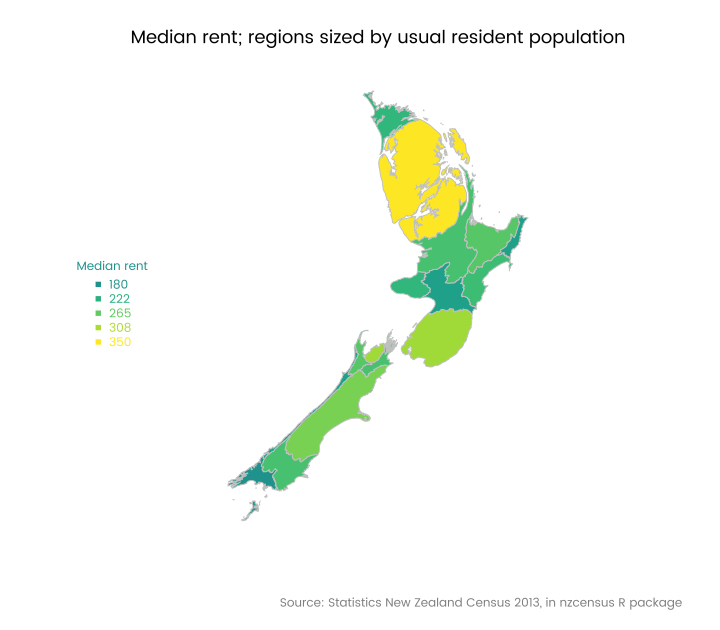 Median rent; regions sized by usual resident population
Median rent
180
222
265
308
350
Source: Statistics New Zealand Census 2013, in nzcensus R package